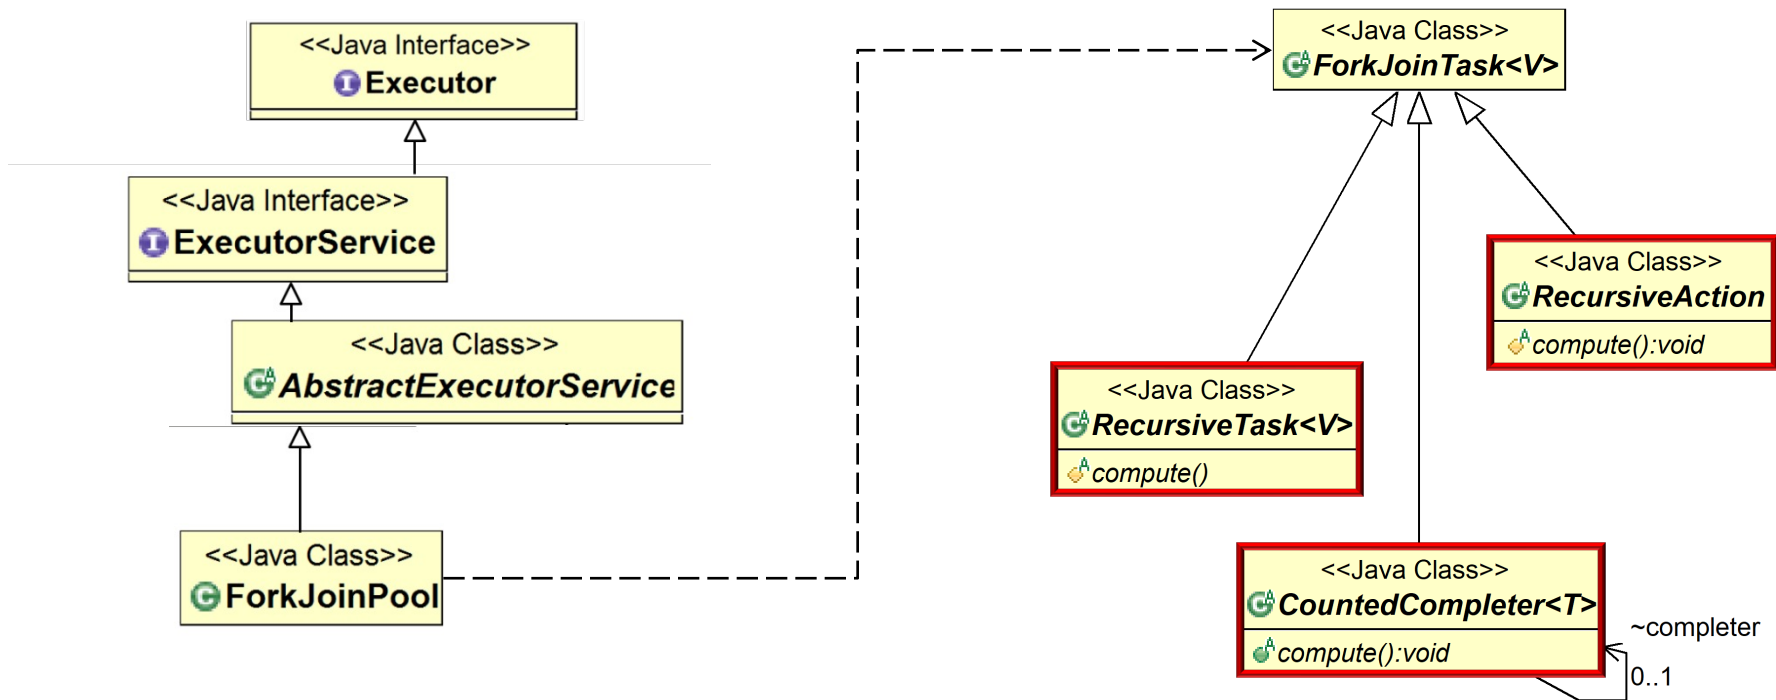 <<Java Interface>>
I Executor
<<Java Interface>>
I ExecutorService
<<Java Class>>
C A AbstractExecutorService
<<Java Class>>
C ForkJoinPool
<<Java Class>>
C A ForkJoinTask<V>
<<Java Class>>
C A RecursiveAction
A compute():void
<<Java Class>>
C A RecursiveTask<V>
A compute()
<<Java Class>>
C A CountedCompleter<T>
A compute():void
~completer
0..1